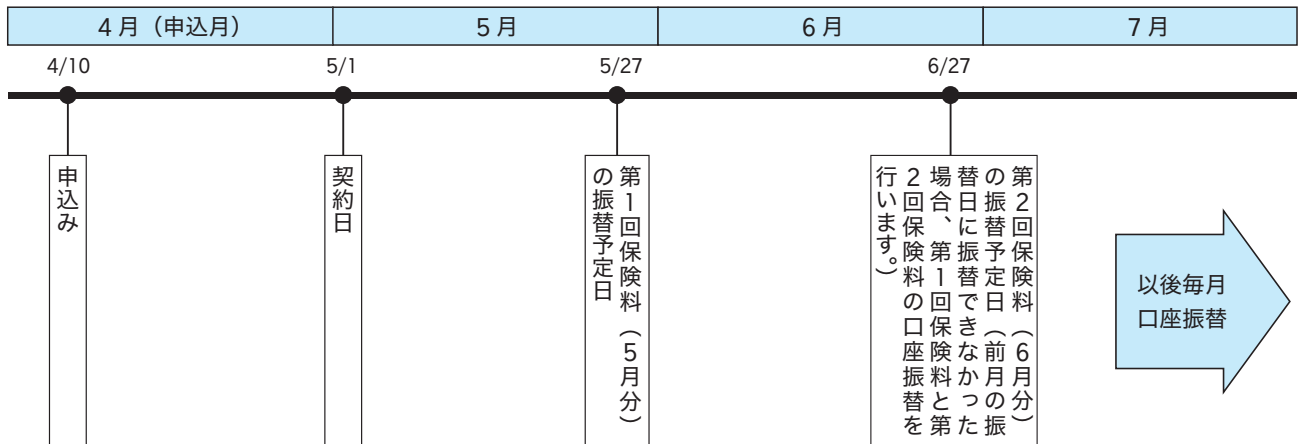 4月（申込月）
5月
6月
7月
4/10
5/1
5/27
6/27
申込み
契約日
第1回保険料（5月分）
の振替予定日
第2回保険料（6月分）
の振替予定日（前月の振
替日に振替できなかった
場合、第1回保険料と第
2回保険料の口座振替を
行います。）
以後毎月
口座振替